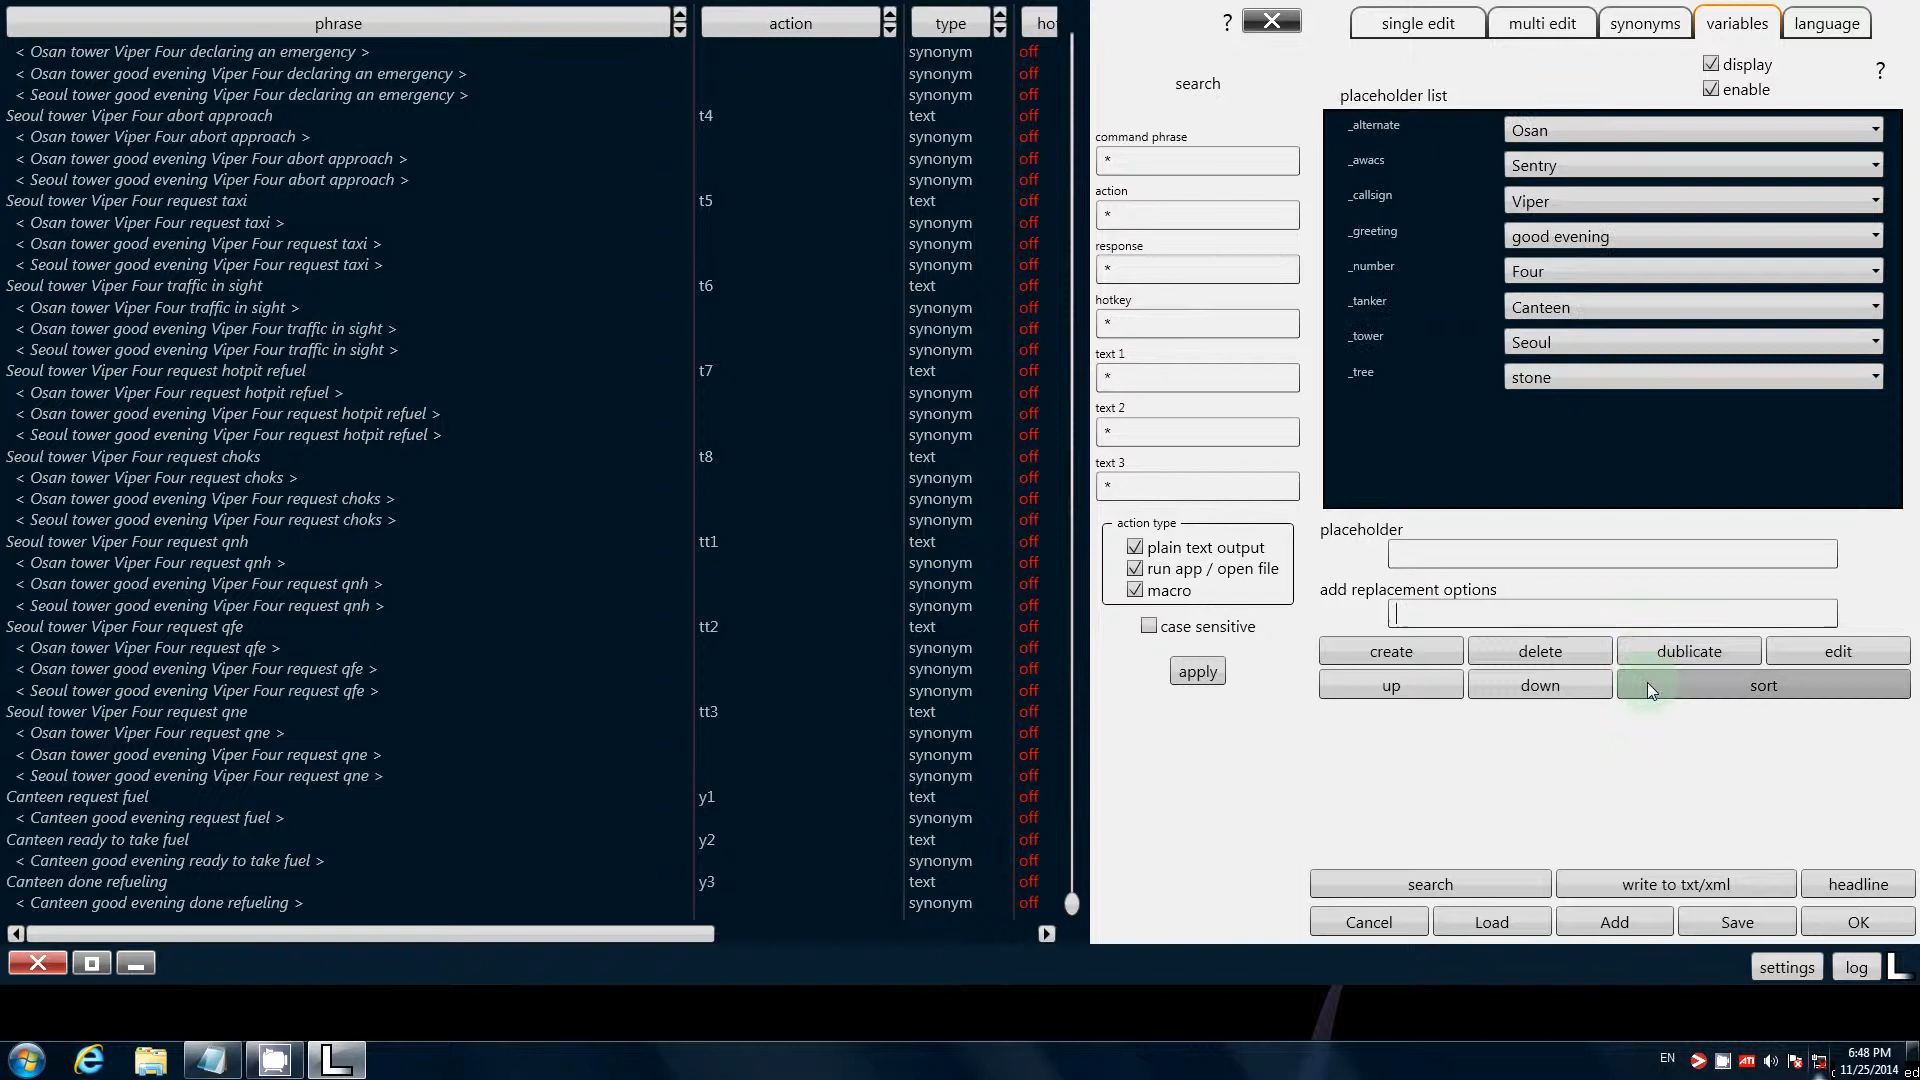 phrase action type hot
< Osan tower Viper Four declaring an emergency > synonym off
< Osan tower good evening Viper Four declaring an emergency > synonym off
< Seoul tower good evening Viper Four declaring an emergency > synonym off
Seoul tower Viper Four abort approach t4 text off
< Osan tower Viper Four abort approach > synonym off
< Osan tower good evening Viper Four abort approach > synonym off
< Seoul tower good evening Viper Four abort approach > synonym off
Seoul tower Viper Four request taxi t5 text off
< Osan tower Viper Four request taxi > synonym off
< Osan tower good evening Viper Four request taxi > synonym off
< Seoul tower good evening Viper Four request taxi > synonym off
Seoul tower Viper Four traffic in sight t6 text off
< Osan tower Viper Four traffic in sight > synonym off
< Osan tower good evening Viper Four traffic in sight > synonym off
< Seoul tower good evening Viper Four traffic in sight > synonym off
Seoul tower Viper Four request hotpit refuel t7 text off
< Osan tower Viper Four request hotpit refuel > synonym off
< Osan tower good evening Viper Four request hotpit refuel > synonym off
< Seoul tower good evening Viper Four request hotpit refuel > synonym off
Seoul tower Viper Four request choks t8 text off
< Osan tower Viper Four request choks > synonym off
< Osan tower good evening Viper Four request choks > synonym off
< Seoul tower good evening Viper Four request choks > synonym off
Seoul tower Viper Four request qnh tt1 text off
< Osan tower Viper Four request qnh > synonym off
< Osan tower good evening Viper Four request qnh > synonym off
< Seoul tower good evening Viper Four request qnh > synonym off
Seoul tower Viper Four request qfe tt2 text off
< Osan tower Viper Four request qfe > synonym off
< Osan tower good evening Viper Four request qfe > synonym off
< Seoul tower good evening Viper Four request qfe > synonym off
Seoul tower Viper Four request qne tt3 text off
< Osan tower Viper Four request qne > synonym off
< Osan tower good evening Viper Four request qne > synonym off
< Seoul tower good evening Viper Four request qne > synonym off
Canteen request fuel y1 text off
< Canteen good evening request fuel > synonym off
Canteen ready to take fuel y2 text off
< Canteen good evening ready to take fuel > synonym off
Canteen done refueling y3 text off
< Canteen good evening done refueling > synonym off
?
search
command phrase
*
action
*
response
*
hotkey
*
text 1
*
text 2
*
text 3
*
action type
plain text output
run app / open file
macro
case sensitive
apply
single edit multi edit synonyms variables language
display
enable
?
placeholder list
_alternate Osan
_awacs Sentry
_callsign Viper
_greeting good evening
_number Four
_tanker Canteen
_tower Seoul
_tree stone
placeholder
add replacement options
create delete dublicate edit
up down sort
search write to txt/xml headline
Cancel Load Add Save OK
settings log L
L
EN ATI 6:48 PM
11/25/2014